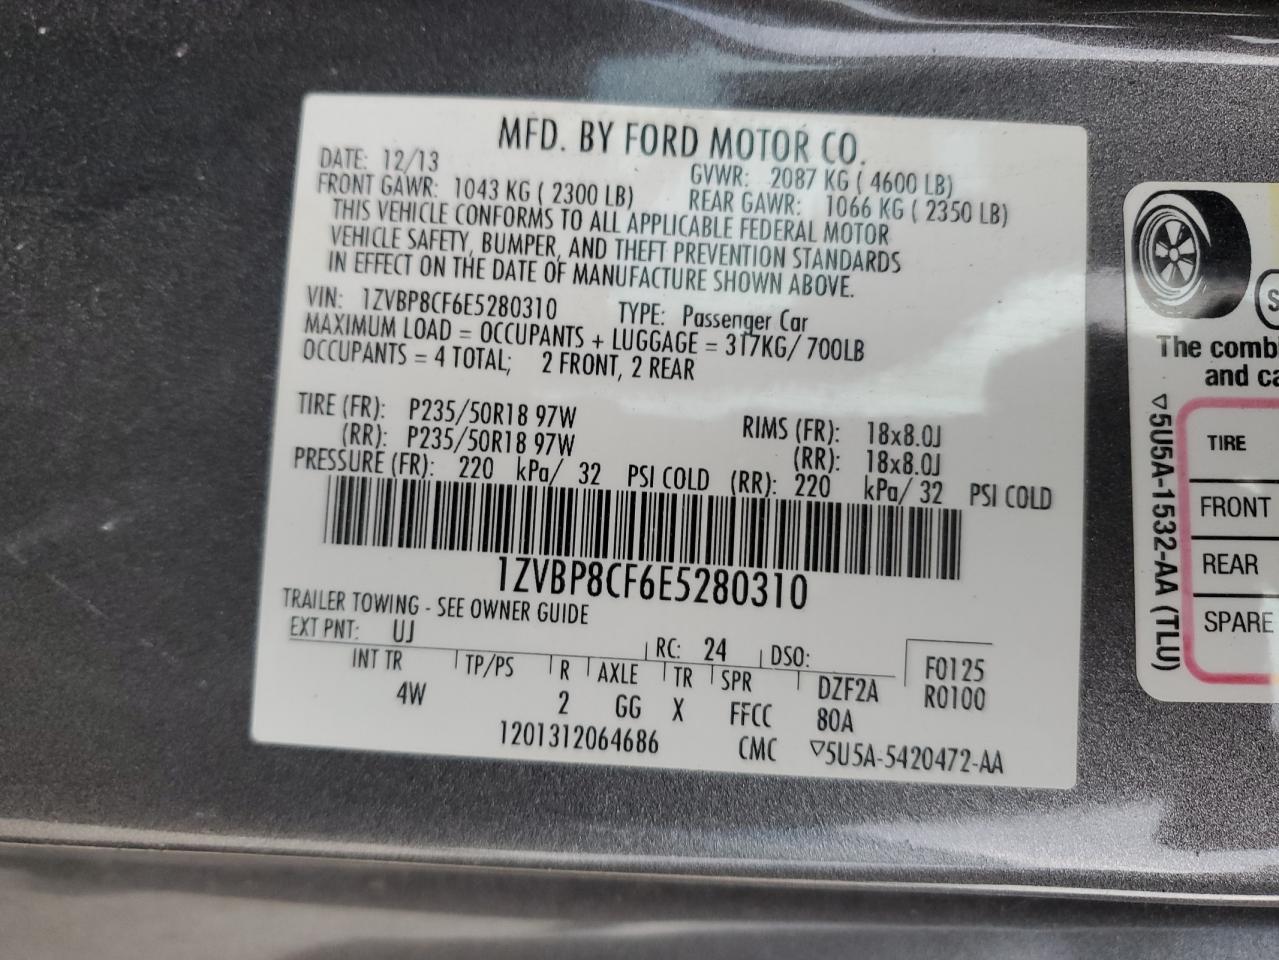 MFD. BY FORD MOTOR CO.
DATE: 12/13 GVWR: 2087 KG ( 4600 LB)
FRONT GAWR: 1043 KG ( 2300 LB) REAR GAWR: 1066 KG ( 2350 LB)
THIS VEHICLE CONFORMS TO ALL APPLICABLE FEDERAL MOTOR
VEHICLE SAFETY, BUMPER, AND THEFT PREVENTION STANDARDS
IN EFFECT ON THE DATE OF MANUFACTURE SHOWN ABOVE.
VIN: 1ZVBP8CF6E5280310 TYPE: Passenger Car
MAXIMUM LOAD = OCCUPANTS + LUGGAGE = 317KG/ 700LB
OCCUPANTS = 4 TOTAL; 2 FRONT, 2 REAR
TIRE (FR): P235/50R18 97W RIMS (FR): 18x8.0J
(RR): P235/50R18 97W (RR): 18x8.0J
PRESSURE (FR): 220 kPa/ 32 PSI COLD (RR): 220 kPa/ 32 PSI COLD
1ZVBP8CF6E5280310
TRAILER TOWING - SEE OWNER GUIDE
EXT PNT: UJ RC: 24 DSO: F0125
INT TR TP/PS R AXLE TR SPR DZF2A R0100
4W 2 GG X FFCC 80A
1201312064686 CMC ▽5U5A-5420472-AA
S
The combi
and ca
▽5U5A-1532-AA (TLU)
TIRE
FRONT
REAR
SPARE